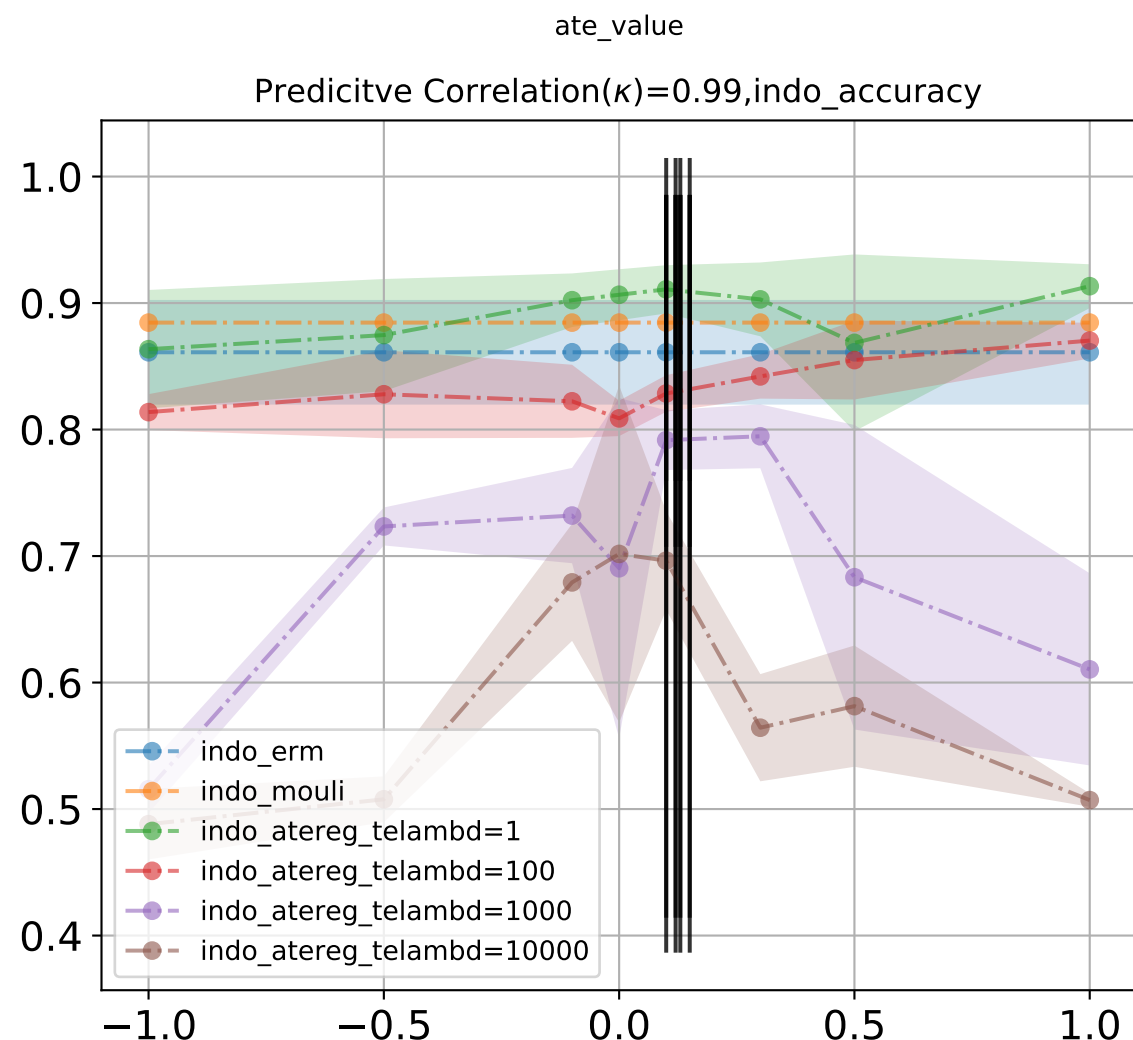 ate_value
Predicitve Correlation(κ)=0.99,indo_accuracy
1.0
0.9
0.8
0.7
0.6
0.5
0.4
indo_erm
indo_mouli
indo_atereg_telambd=1
indo_atereg_telambd=100
indo_atereg_telambd=1000
indo_atereg_telambd=10000
−1.0 −0.5 0.0 0.5 1.0